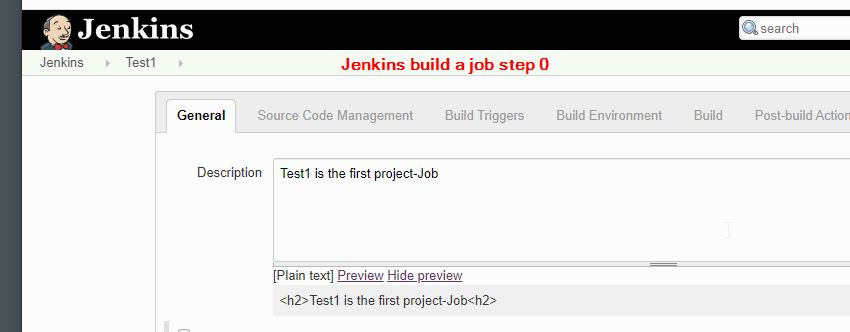 Jenkins
search
Jenkins Test1
Jenkins build a job step 0
General Source Code Management Build Triggers Build Environment Build Post-build Action
Description
Test1 is the first project-Job
[Plain text] Preview Hide preview
<h2>Test1 is the first project-Job<h2>